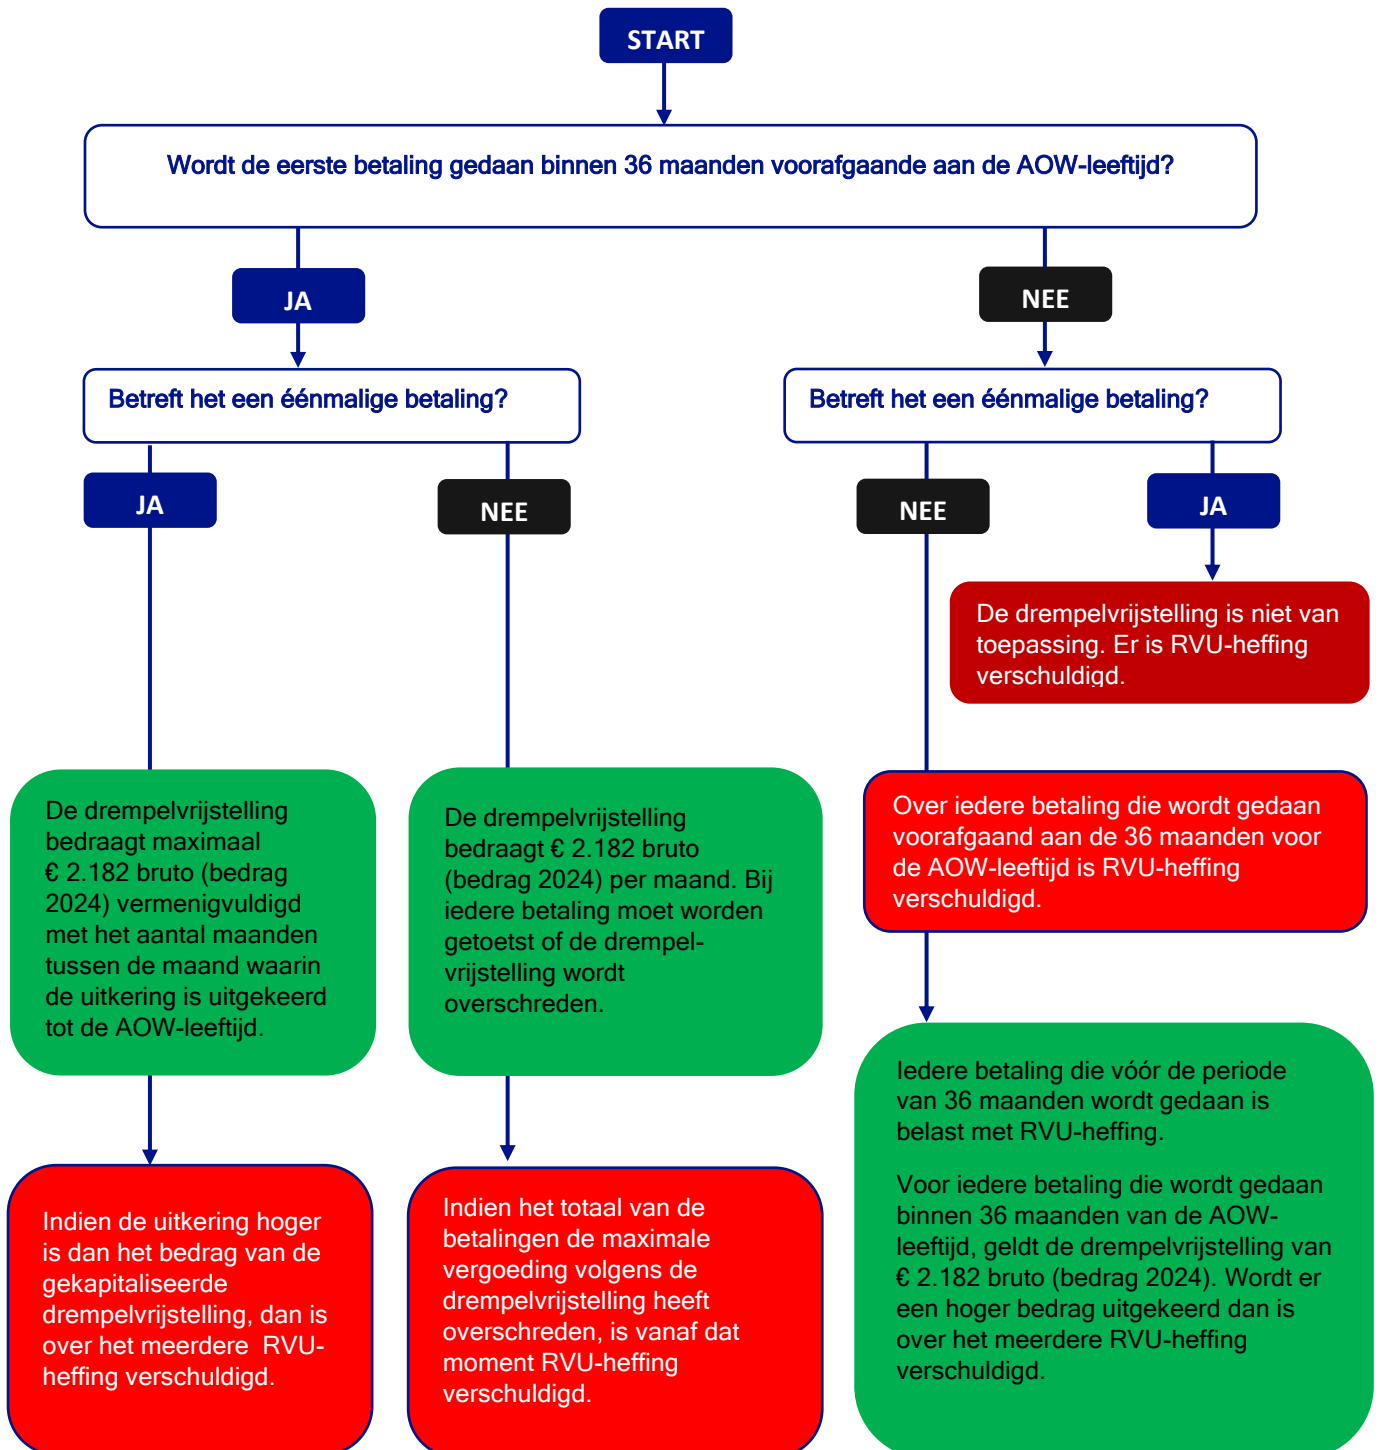 START
Wordt de eerste betaling gedaan binnen 36 maanden voorafgaande aan de AOW-leeftijd?
JA
NEE
Betreft het een éénmalige betaling?
Betreft het een éénmalige betaling?
JA
NEE
NEE
JA
De drempelvrijstelling is niet van
toepassing. Er is RVU-heffing
verschuldigd.
De drempelvrijstelling
bedraagt maximaal
€ 2.182 bruto (bedrag
2024) vermenigvuldigd
met het aantal maanden
tussen de maand waarin
de uitkering is uitgekeerd
tot de AOW-leeftijd.
De drempelvrijstelling
bedraagt € 2.182 bruto
(bedrag 2024) per maand. Bij
iedere betaling moet worden
getoetst of de drempel-
vrijstelling wordt
overschreden.
Over iedere betaling die wordt gedaan
voorafgaand aan de 36 maanden voor
de AOW-leeftijd is RVU-heffing
verschuldigd.
Indien de uitkering hoger
is dan het bedrag van de
gekapitaliseerde
drempelvrijstelling, dan is
over het meerdere  RVU-
heffing verschuldigd.
Indien het totaal van de
betalingen de maximale
vergoeding volgens de
drempelvrijstelling heeft
overschreden, is vanaf dat
moment RVU-heffing
verschuldigd.
Iedere betaling die vóór de periode
van 36 maanden wordt gedaan is
belast met RVU-heffing.
Voor iedere betaling die wordt gedaan
binnen 36 maanden van de AOW-
leeftijd, geldt de drempelvrijstelling van
€ 2.182 bruto (bedrag 2024). Wordt er
een hoger bedrag uitgekeerd dan is
over het meerdere RVU-heffing
verschuldigd.